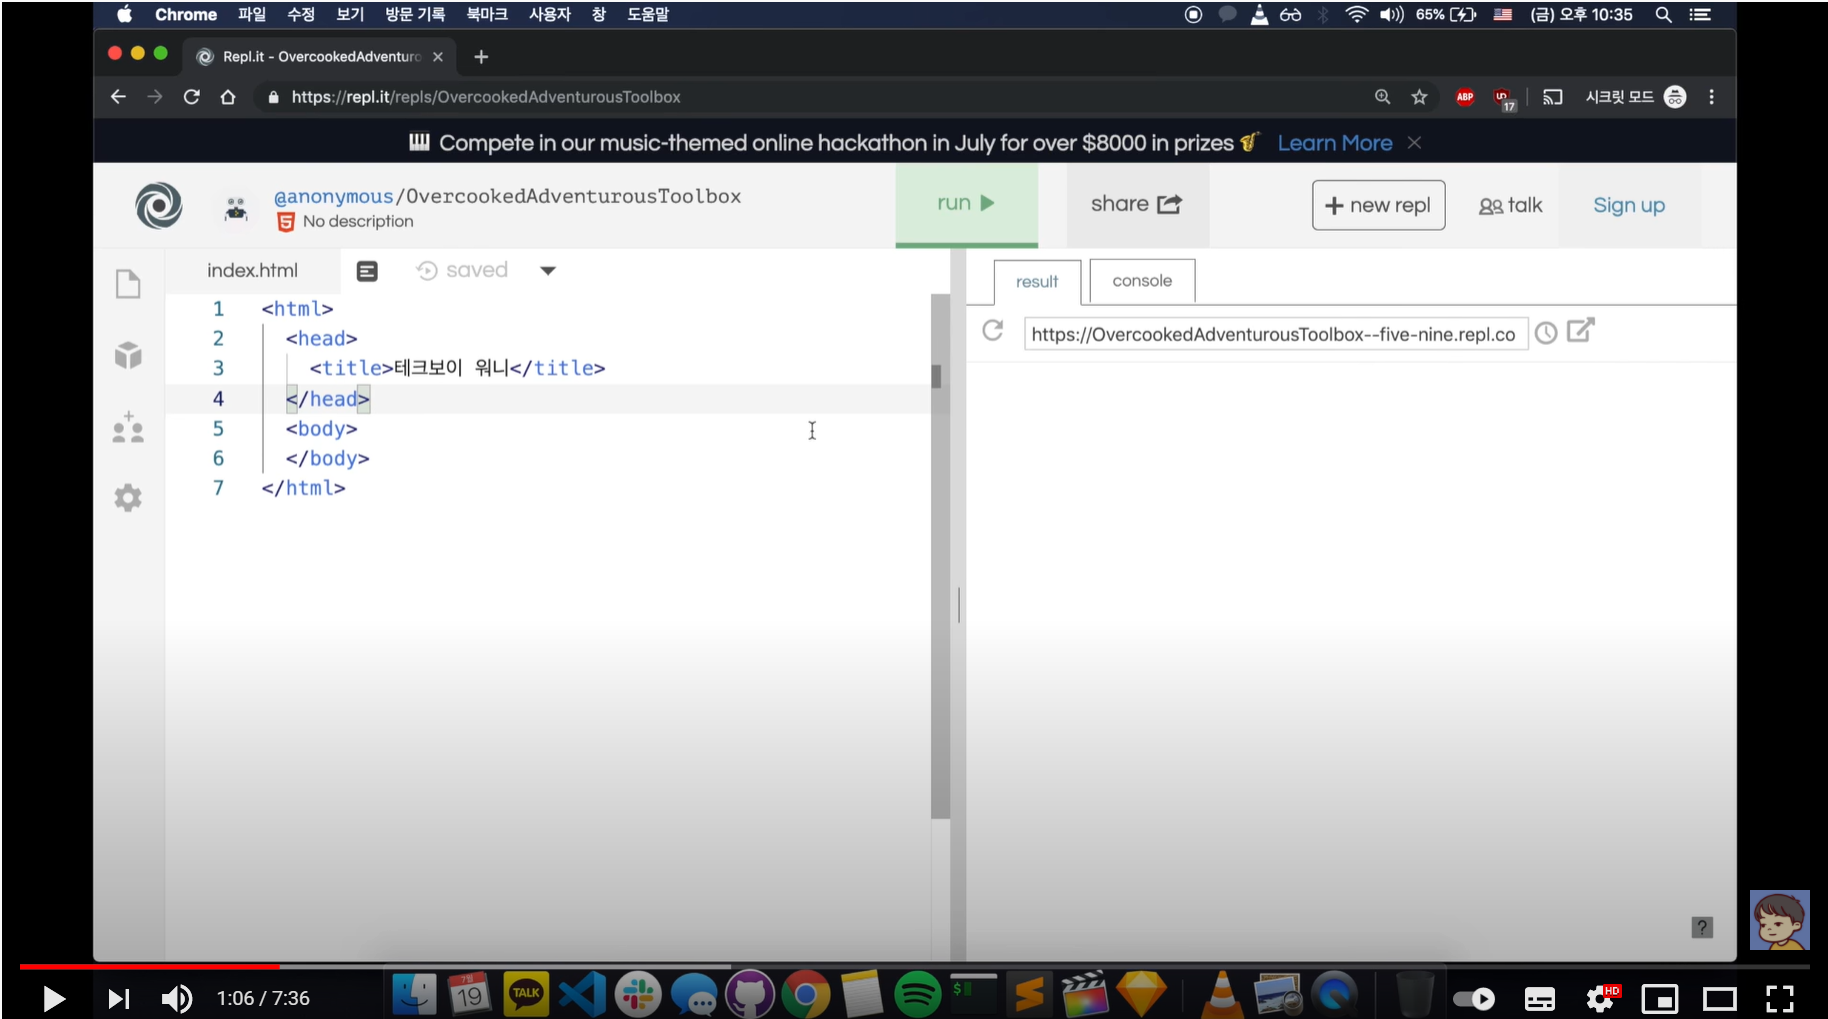 Chrome 파일 수정 보기 방문 기록 북마크 사용자 창 도움말 65% (금) 오후 10:35
Repl.it - OvercookedAdventuro
https://repl.it/repls/OvercookedAdventurousToolbox ABP 17 시크릿 모드
Compete in our music-themed online hackathon in July for over $8000 in prizes Learn More
@anonymous/OvercookedAdventurousToolbox
5 No description
run share + new repl talk Sign up
index.html saved
result console
https://OvercookedAdventurousToolbox--five-nine.repl.co
1 <html>
2 <head>
3 <title>테크보이 워니</title>
4 </head>
5 <body>
6 </body>
7 </html>
?
7월
19
TALK
$
1:06 / 7:36
HD